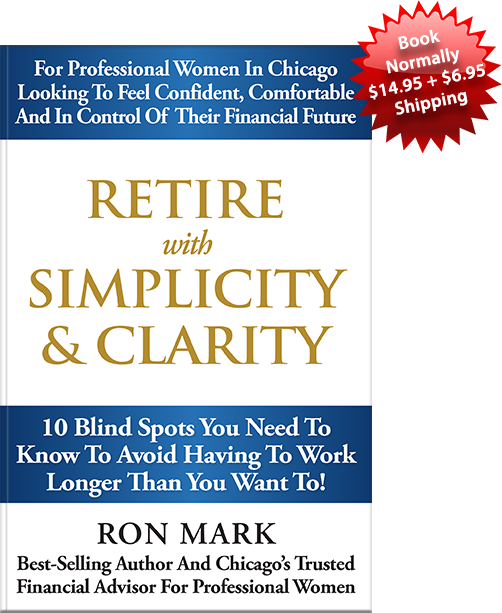 Book
Normally
$14.95 + $6.95
Shipping
For Professional Women In Chicago
Looking To Feel Confident, Comfortable
And In Control Of Their Financial Future
RETIRE
with
SIMPLICITY
& CLARITY
10 Blind Spots You Need To
Know To Avoid Having To Work
Longer Than You Want To!
RON MARK
Best-Selling Author And Chicago's Trusted
Financial Advisor For Professional Women